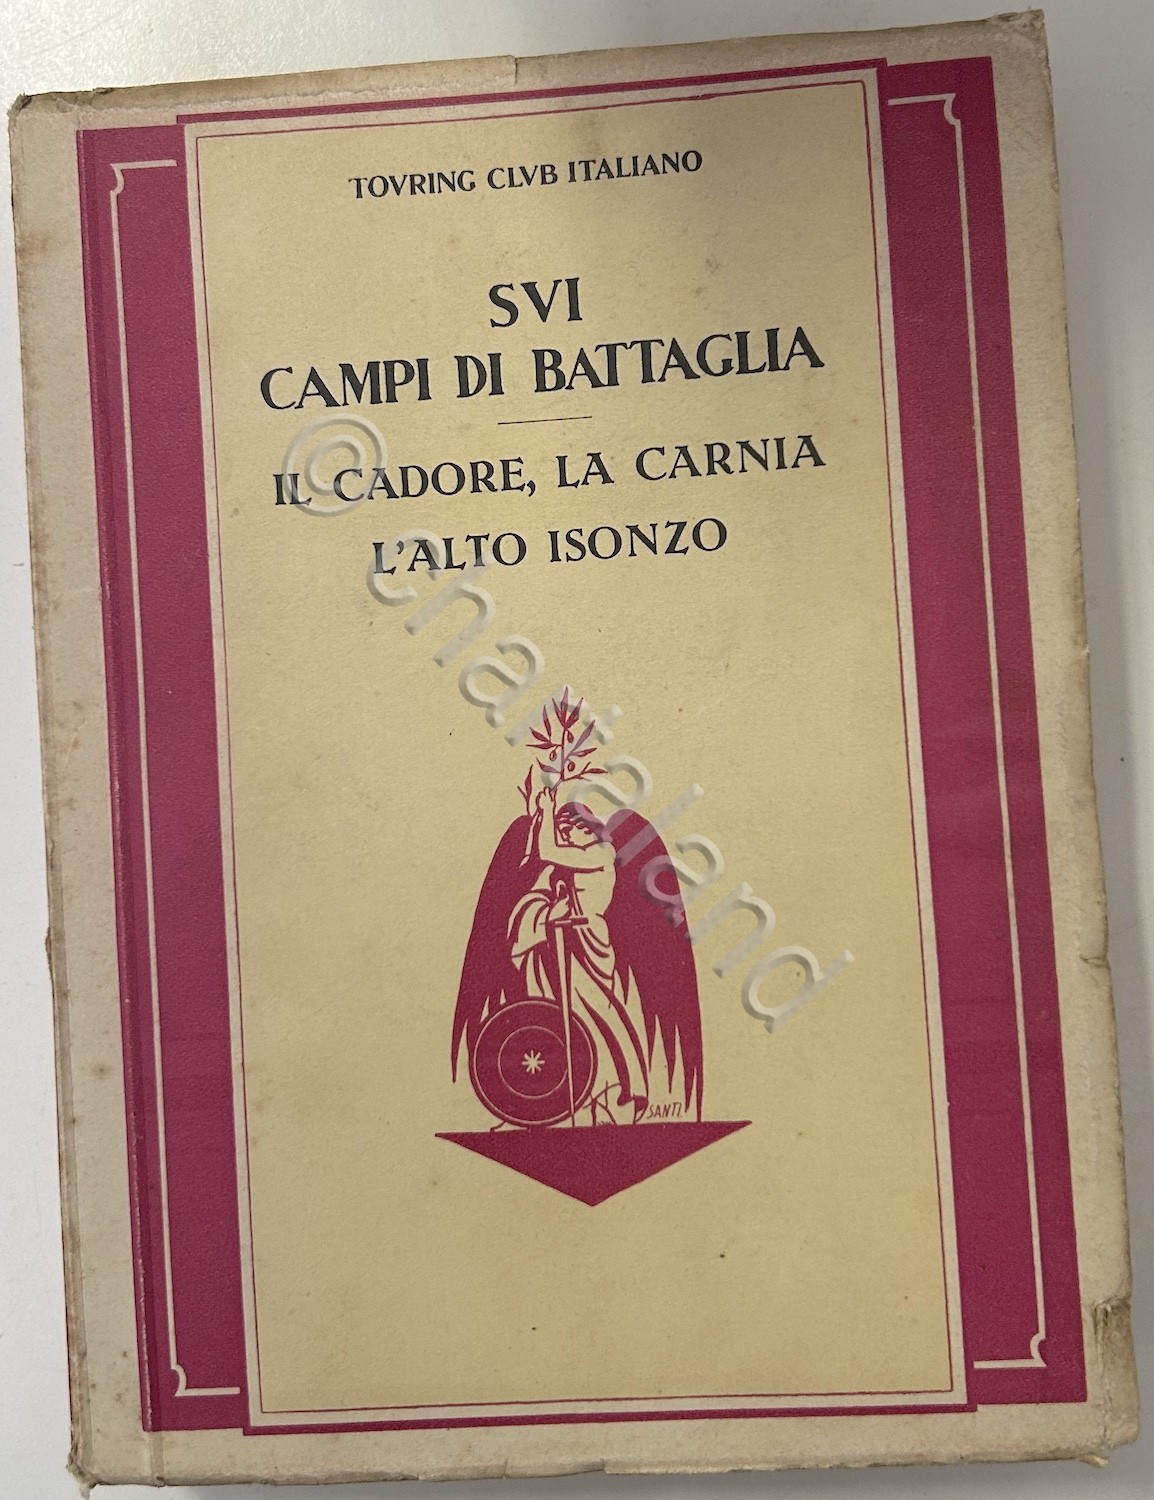 TOVRING CLVB ITALIANO
SVI
CAMPI DI BATTAGLIA
IL CADORE, LA CARNIA
L'ALTO ISONZO
© chartaland
SANTI.